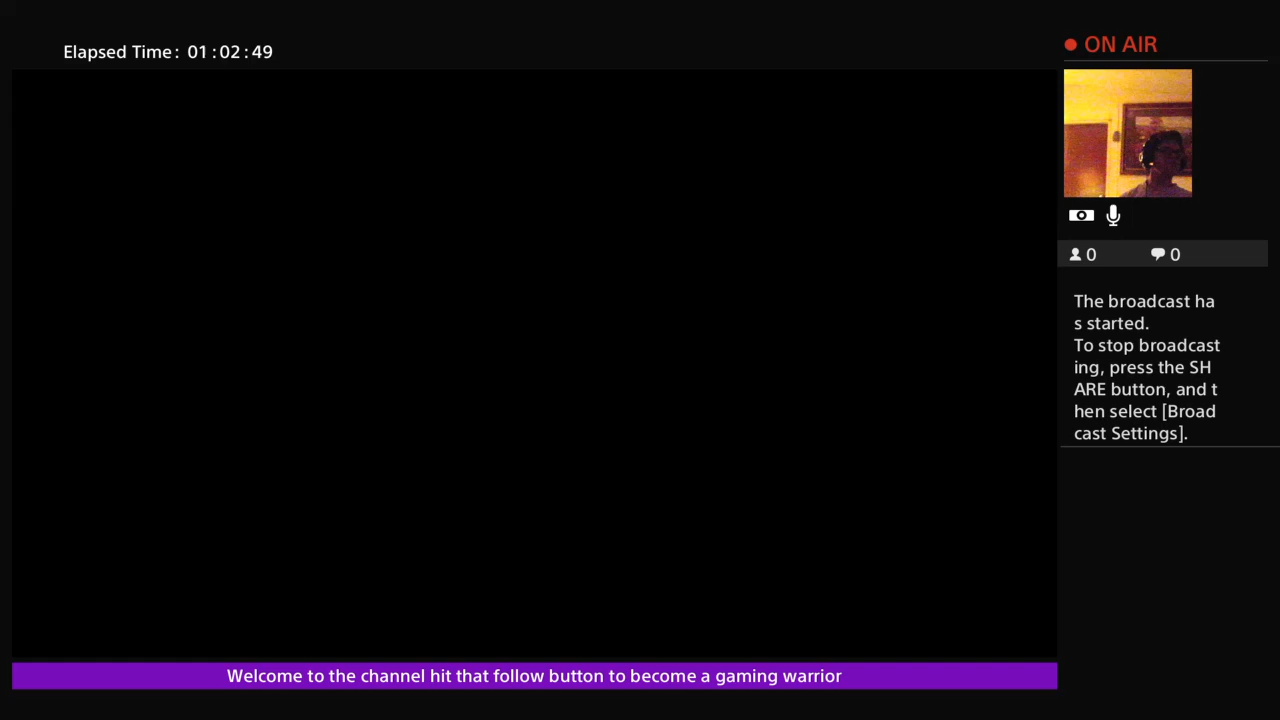 Elapsed Time: 01:02:49
ON AIR
0 0
The broadcast ha
s started.
To stop broadcast
ing, press the SH
ARE button, and t
hen select [Broad
cast Settings].
Welcome to the channel hit that follow button to become a gaming warrior